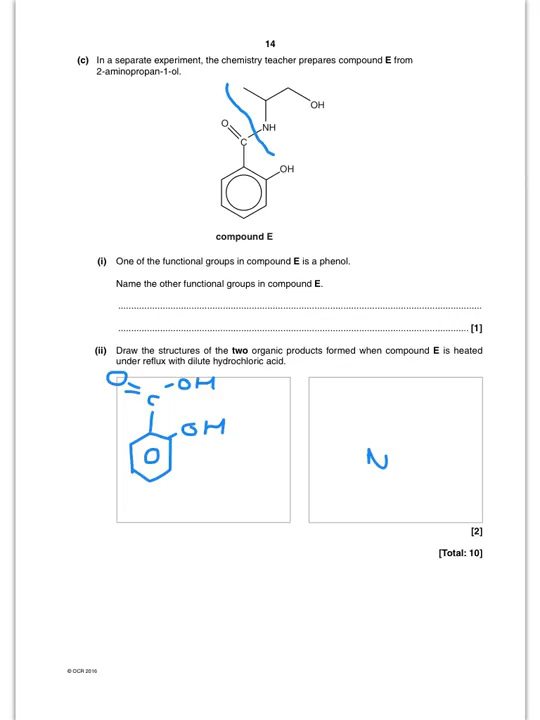 14
(c) In a separate experiment, the chemistry teacher prepares compound E from
2-aminopropan-1-ol.
OH
O
NH
C
OH
compound E
(i) One of the functional groups in compound E is a phenol.
Name the other functional groups in compound E.
[1]
(ii) Draw the structures of the two organic products formed when compound E is heated
under reflux with dilute hydrochloric acid.
O
-OH
C
OH
N
[2]
[Total: 10]
© OCR 2016